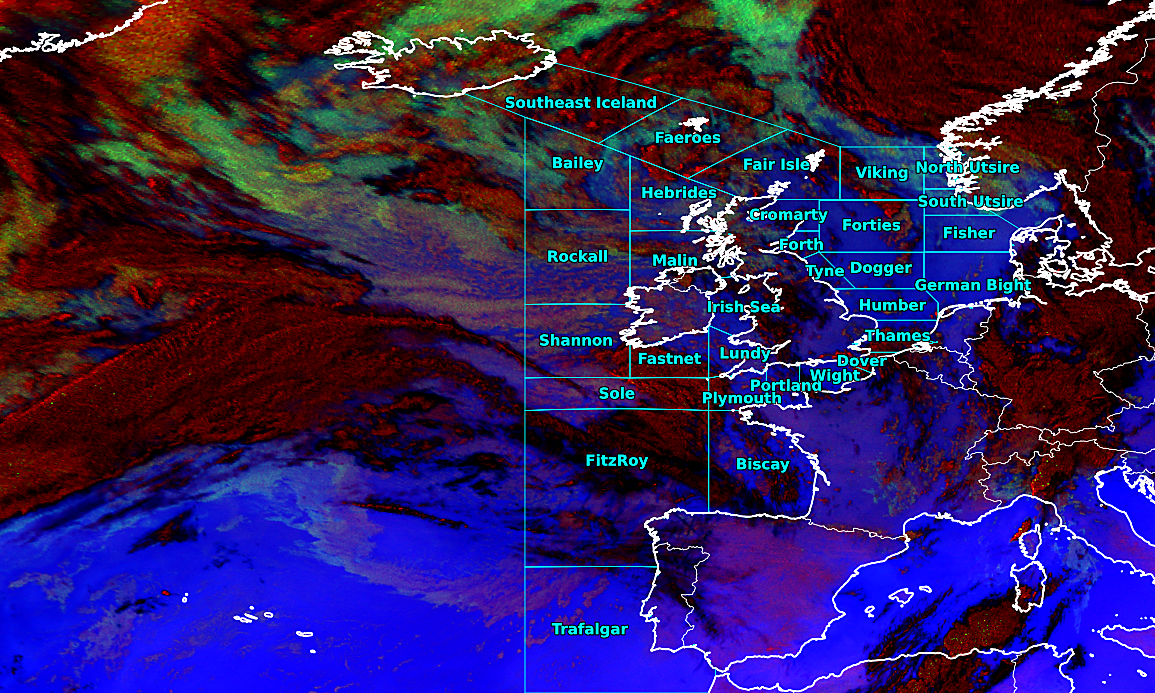 Southeast Iceland
Faeroes
Bailey
Fair Isle
Viking
North Utsire
Hebrides
South Utsire
Cromarty
Forties
Fisher
Forth
Rockall
Malin
Tyne
Dogger
German Bight
Irish Sea
Humber
Shannon
Thames
Fastnet
Lundy
Dover
Wight
Portland
Sole
Plymouth
FitzRoy
Biscay
Trafalgar